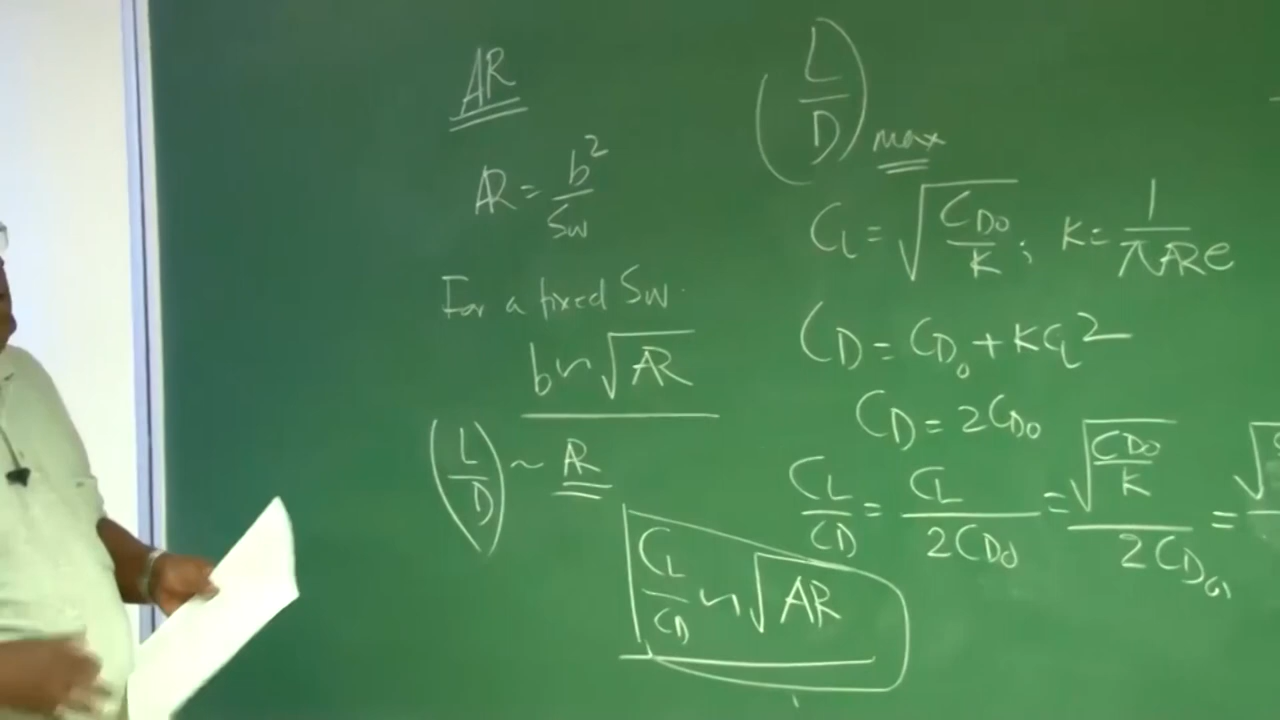 AR
AR = b²/Sw
For a fixed Sw.
b ~ √AR
(L/D) ~ AR
CL/CD ~ √AR
(L/D)max
CL = √(CD0/K) ; K = 1/(πARe)
CD = CD0 + KCL²
CD = 2CD0
CL/CD = CL/(2CD0) = √(CD0/K)/(2CD0) = √